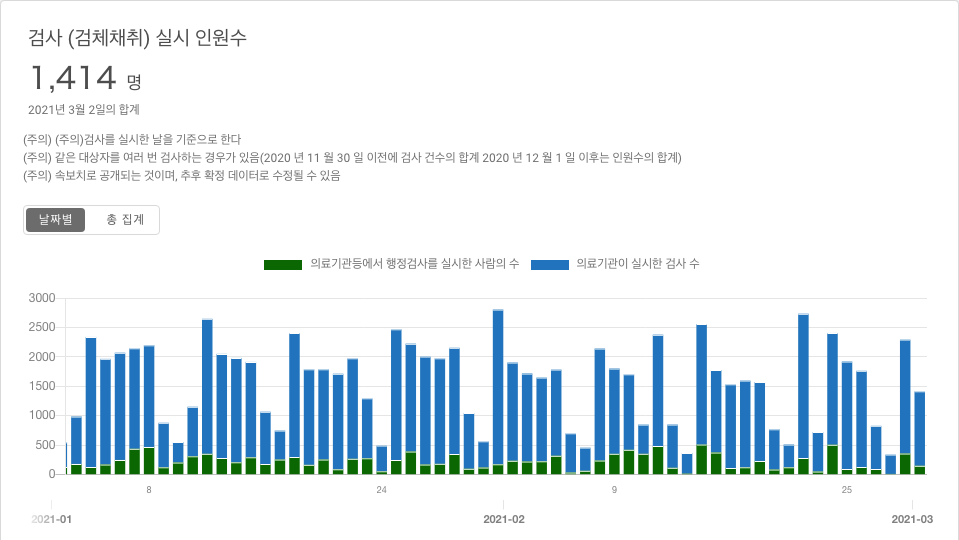 검사 (검체채취) 실시 인원수
1,414 명
2021년 3월 2일의 합계
(주의) (주의)검사를 실시한 날을 기준으로 한다
(주의) 같은 대상자를 여러 번 검사하는 경우가 있음(2020 년 11 월 30 일 이전에 검사 건수의 합계 2020 년 12 월 1 일 이후는 인원수의 합계)
(주의) 속보치로 공개되는 것이며, 추후 확정 데이터로 수정될 수 있음
날짜별 총 집계
의료기관등에서 행정검사를 실시한 사람의 수 의료기관이 실시한 검사 수
3000
2500
2000
1500
1000
500
0
8 24 9 25
2021-01 2021-02 2021-03